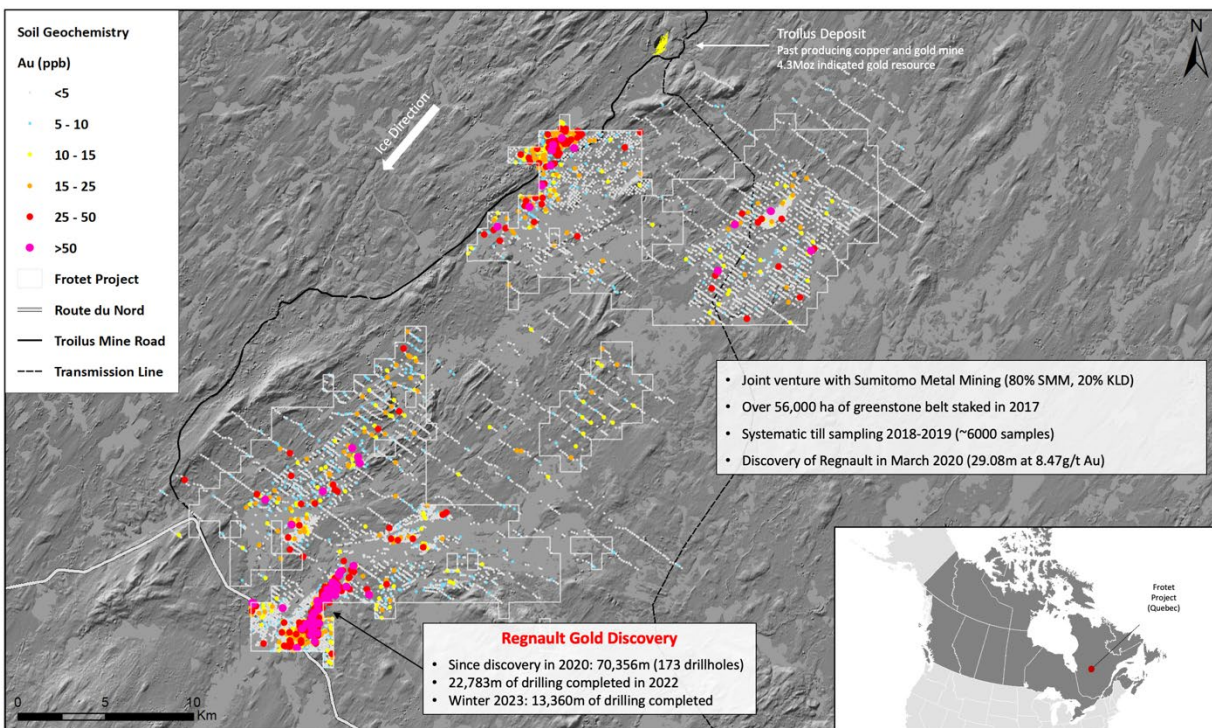 Soil Geochemistry
Au (ppb)
<5
5 - 10
10 - 15
15 - 25
25 - 50
>50
Frotet Project
Route du Nord
Troilus Mine Road
Transmission Line
Troilus Deposit
Past producing copper and gold mine
4.3Moz indicated gold resource
N
Ice Direction
• Joint venture with Sumitomo Metal Mining (80% SMM, 20% KLD)
• Over 56,000 ha of greenstone belt staked in 2017
• Systematic till sampling 2018-2019 (~6000 samples)
• Discovery of Regnault in March 2020 (29.08m at 8.47g/t Au)
Regnault Gold Discovery
• Since discovery in 2020: 70,356m (173 drillholes)
• 22,783m of drilling completed in 2022
• Winter 2023: 13,360m of drilling completed
Frotet
Project
(Quebec)
0 5 10
Km